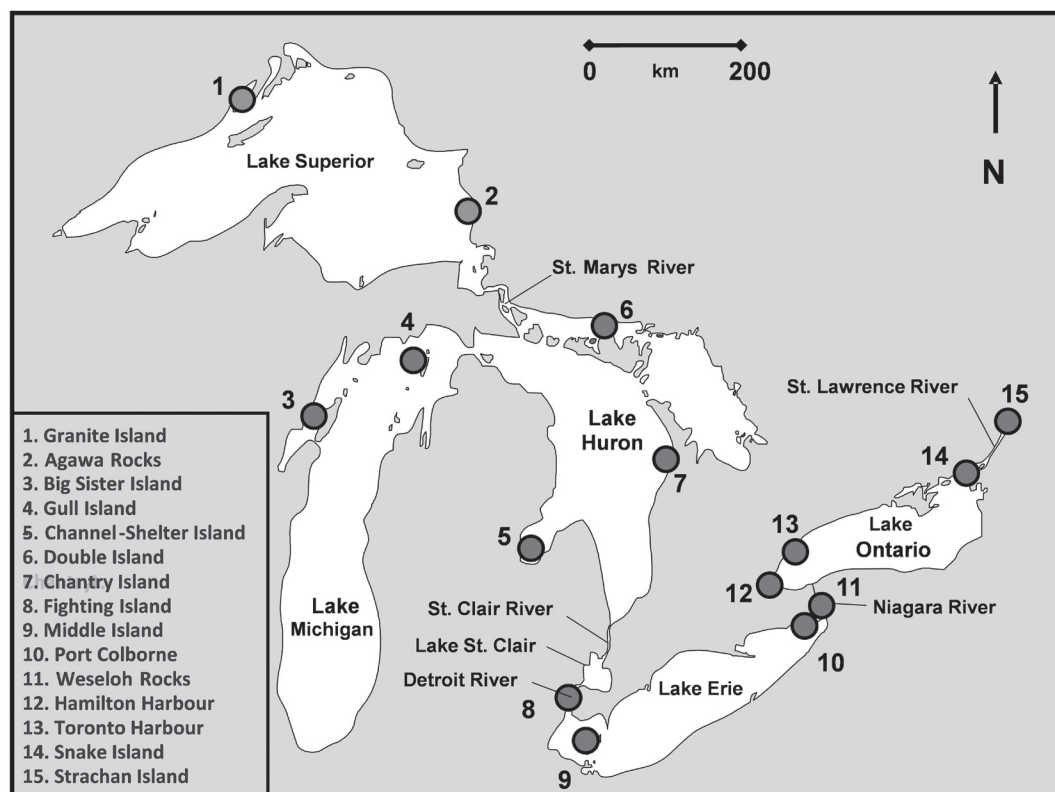 1
0
km
200
N
Lake Superior
2
St. Marys River
6
4
St. Lawrence River
15
3
Lake
Huron
7
14
1. Granite Island
2. Agawa Rocks
3. Big Sister Island
4. Gull Island
5. Channel-Shelter Island
6. Double Island
7. Chantry Island
8. Fighting Island
9. Middle Island
10. Port Colborne
11. Weseloh Rocks
12. Hamilton Harbour
13. Toronto Harbour
14. Snake Island
15. Strachan Island
5
13
Lake
Ontario
12
11
Niagara River
10
Lake
Michigan
St. Clair River
Lake St. Clair
Detroit River
8
Lake Erie
9